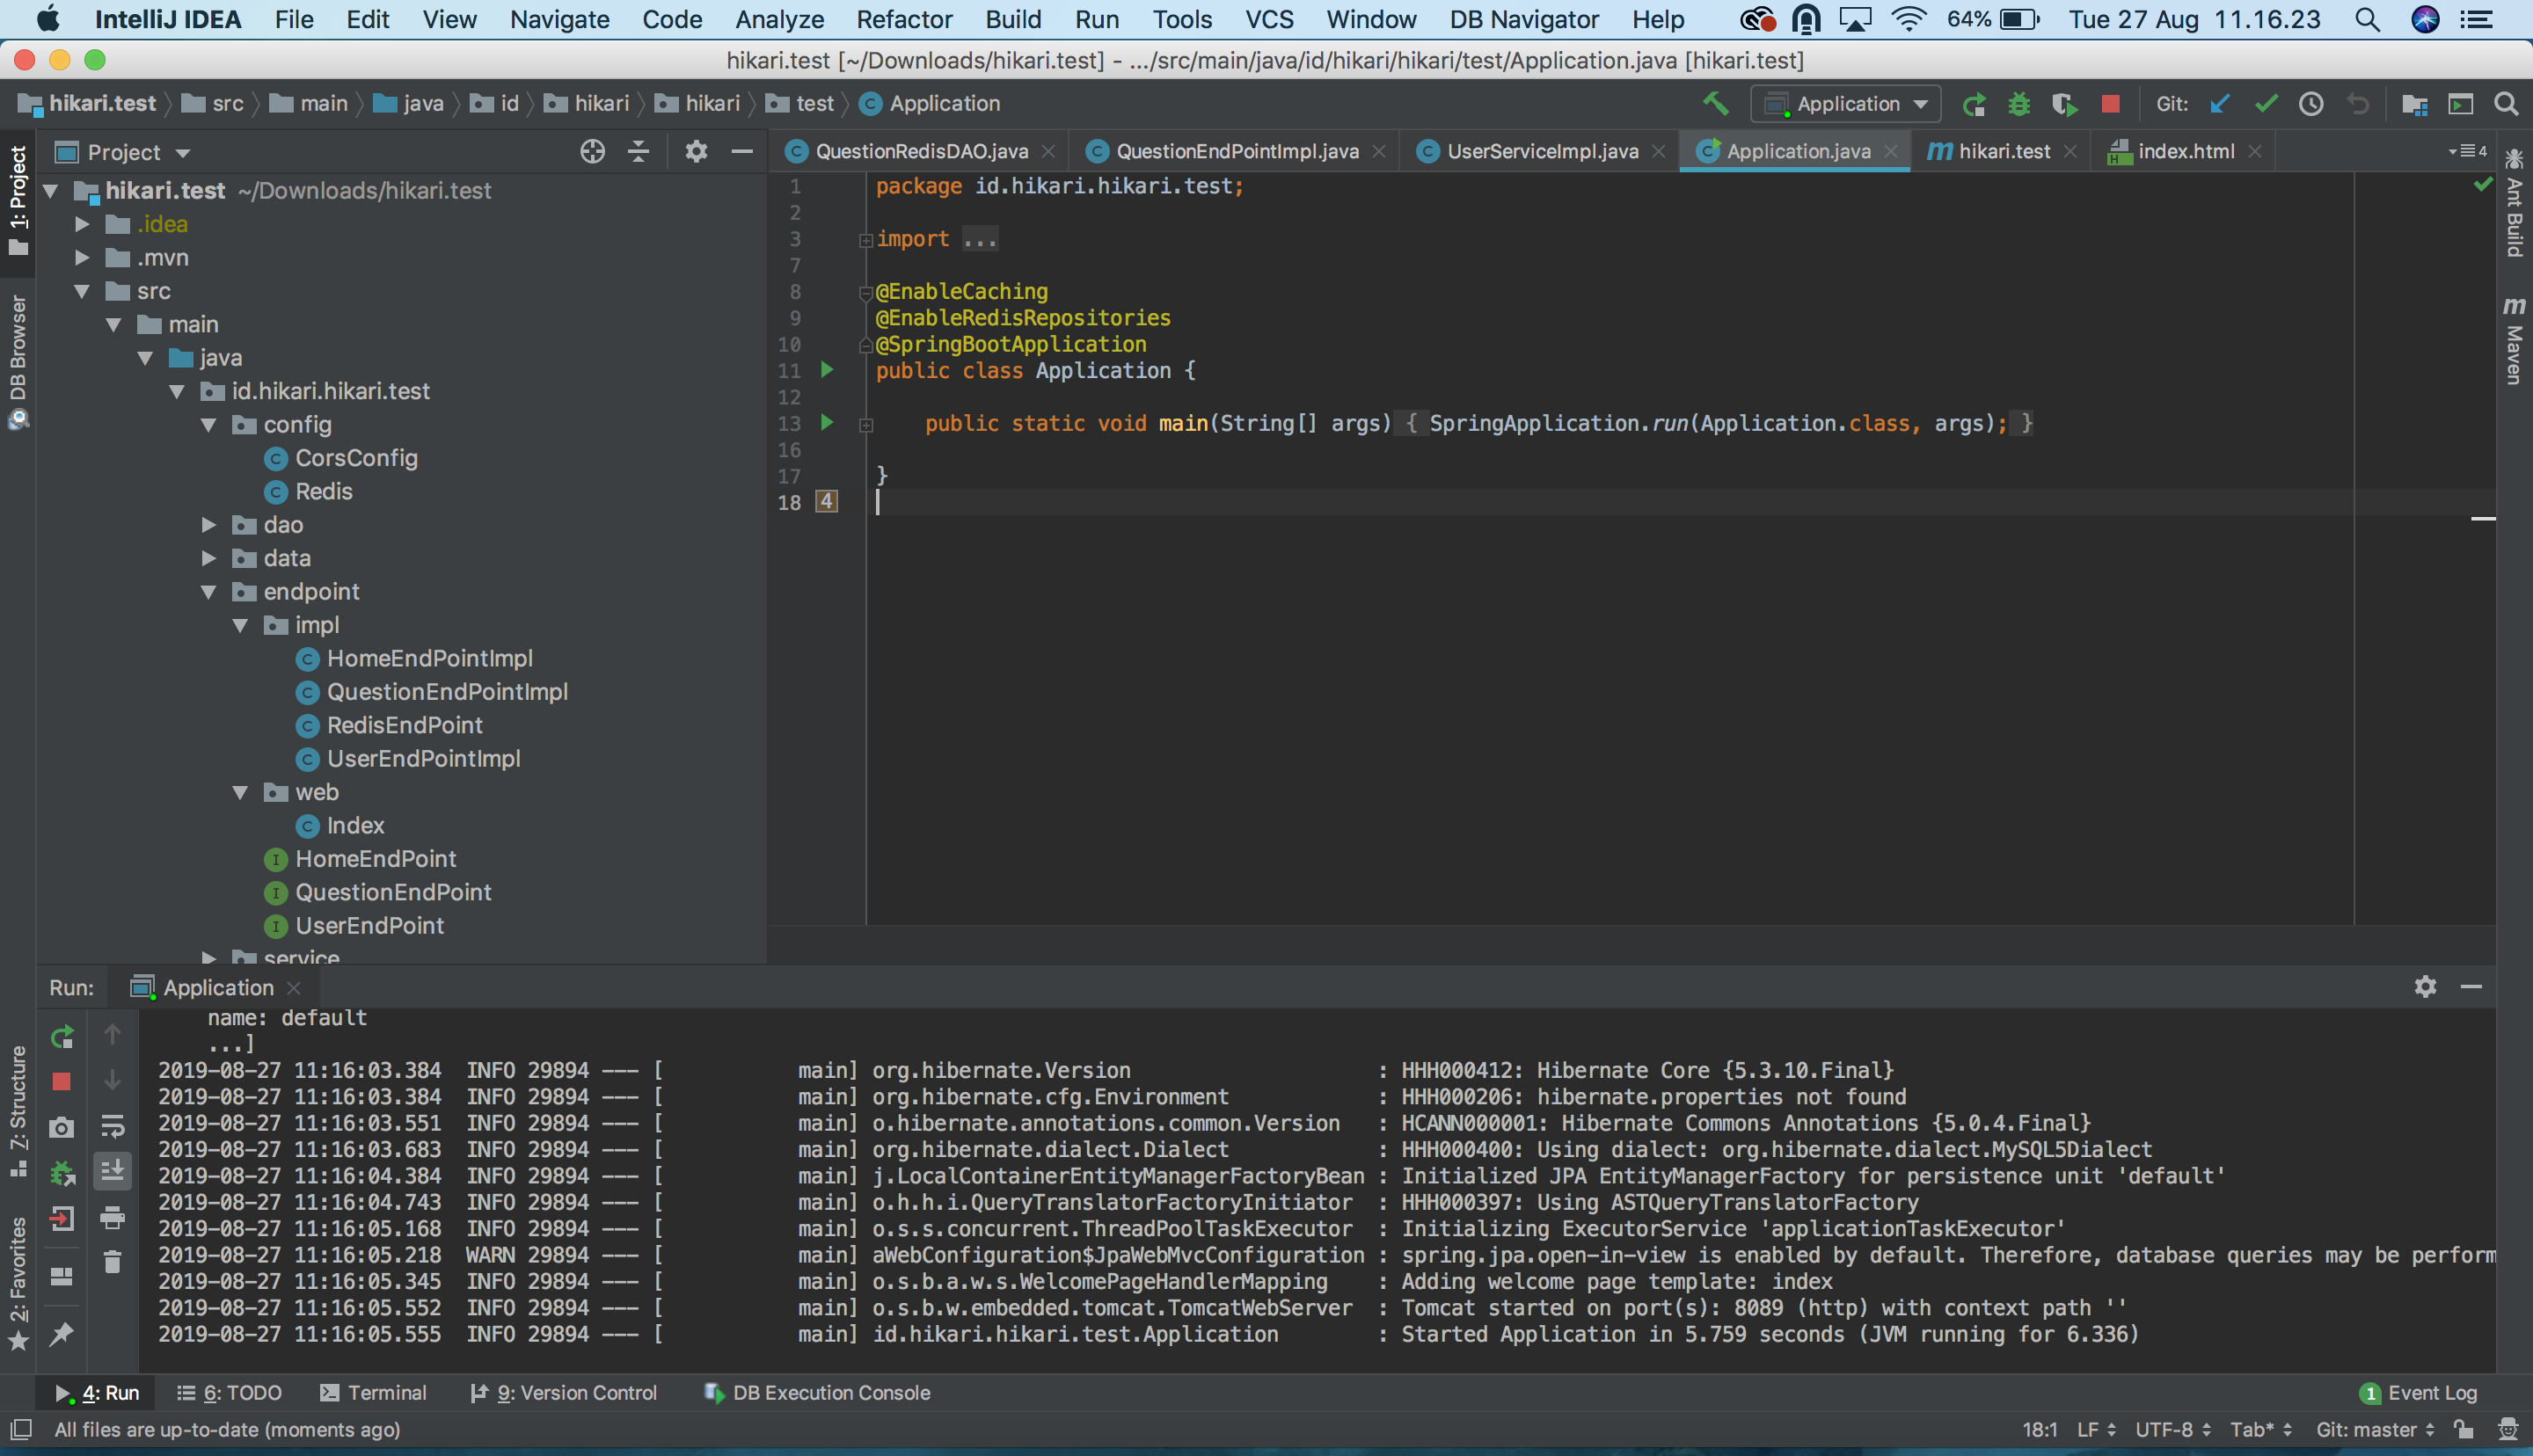 IntelliJ IDEA File Edit View Navigate Code Analyze Refactor Build Run Tools VCS Window DB Navigator Help 64% Tue 27 Aug 11.16.23
hikari.test [~/Downloads/hikari.test] - .../src/main/java/id/hikari/hikari/test/Application.java [hikari.test]
hikari.test src main java id hikari hikari test Application Application Git:
1: Project
DB Browser
7: Structure
2: Favorites
Project
hikari.test ~/Downloads/hikari.test
.idea
.mvn
src
main
java
id.hikari.hikari.test
config
CorsConfig
Redis
dao
data
endpoint
impl
HomeEndPointImpl
QuestionEndPointImpl
RedisEndPoint
UserEndPointImpl
web
Index
HomeEndPoint
QuestionEndPoint
UserEndPoint
service
QuestionRedisDAO.java QuestionEndPointImpl.java UserServiceImpl.java Application.java hikari.test index.html 4
1 package id.hikari.hikari.test;
2
3 import ...
7
8 @EnableCaching
9 @EnableRedisRepositories
10 @SpringBootApplication
11 public class Application {
12
13 public static void main(String[] args) { SpringApplication.run(Application.class, args); }
16
17 }
18 4
Ant Build
Maven
Run: Application
name: default
...]
2019-08-27 11:16:03.384 INFO 29894 --- [ main] org.hibernate.Version : HHH000412: Hibernate Core {5.3.10.Final}
2019-08-27 11:16:03.384 INFO 29894 --- [ main] org.hibernate.cfg.Environment : HHH000206: hibernate.properties not found
2019-08-27 11:16:03.551 INFO 29894 --- [ main] o.hibernate.annotations.common.Version : HCANN000001: Hibernate Commons Annotations {5.0.4.Final}
2019-08-27 11:16:03.683 INFO 29894 --- [ main] org.hibernate.dialect.Dialect : HHH000400: Using dialect: org.hibernate.dialect.MySQL5Dialect
2019-08-27 11:16:04.384 INFO 29894 --- [ main] j.LocalContainerEntityManagerFactoryBean : Initialized JPA EntityManagerFactory for persistence unit 'default'
2019-08-27 11:16:04.743 INFO 29894 --- [ main] o.h.h.i.QueryTranslatorFactoryInitiator : HHH000397: Using ASTQueryTranslatorFactory
2019-08-27 11:16:05.168 INFO 29894 --- [ main] o.s.s.concurrent.ThreadPoolTaskExecutor : Initializing ExecutorService 'applicationTaskExecutor'
2019-08-27 11:16:05.218 WARN 29894 --- [ main] aWebConfiguration$JpaWebMvcConfiguration : spring.jpa.open-in-view is enabled by default. Therefore, database queries may be perform
2019-08-27 11:16:05.345 INFO 29894 --- [ main] o.s.b.a.w.s.WelcomePageHandlerMapping : Adding welcome page template: index
2019-08-27 11:16:05.552 INFO 29894 --- [ main] o.s.b.w.embedded.tomcat.TomcatWebServer : Tomcat started on port(s): 8089 (http) with context path ''
2019-08-27 11:16:05.555 INFO 29894 --- [ main] id.hikari.hikari.test.Application : Started Application in 5.759 seconds (JVM running for 6.336)
4: Run 6: TODO Terminal 9: Version Control DB Execution Console 1 Event Log
All files are up-to-date (moments ago) 18:1 LF UTF-8 Tab* Git: master